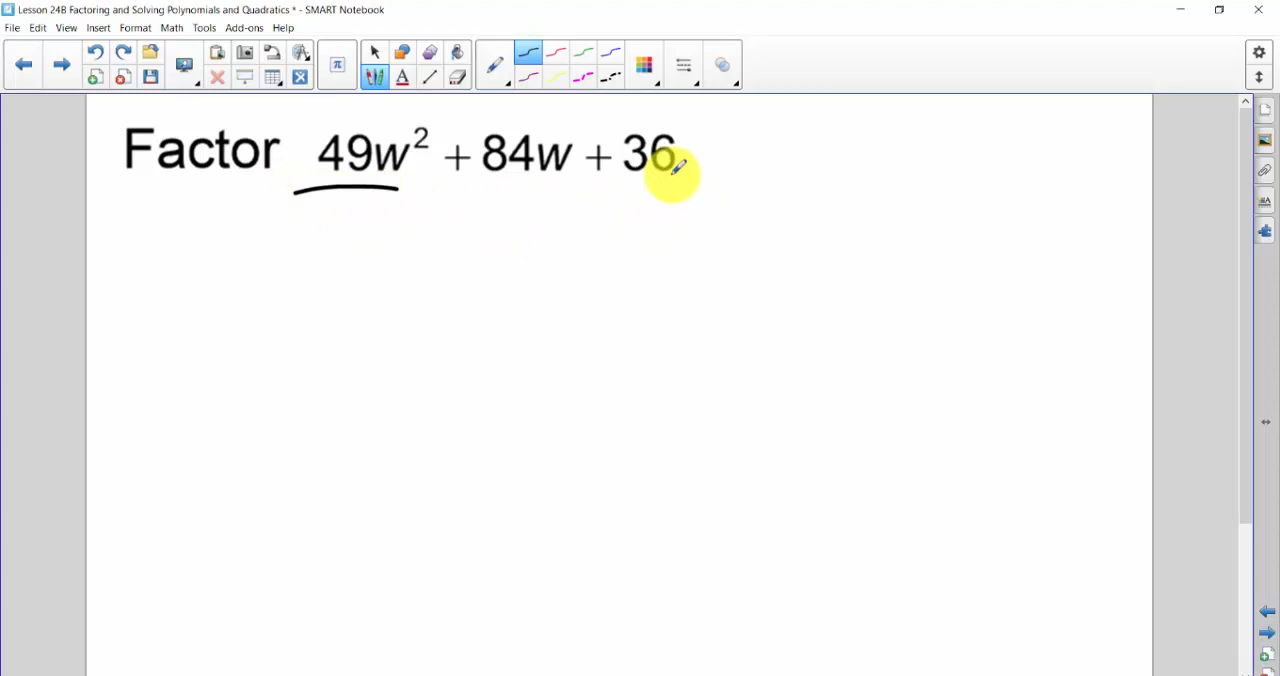 Lesson 24B Factoring and Solving Polynomials and Quadratics * - SMART Notebook
File Edit View Insert Format Math Tools Add-ons Help
Factor 49w² + 84w + 36